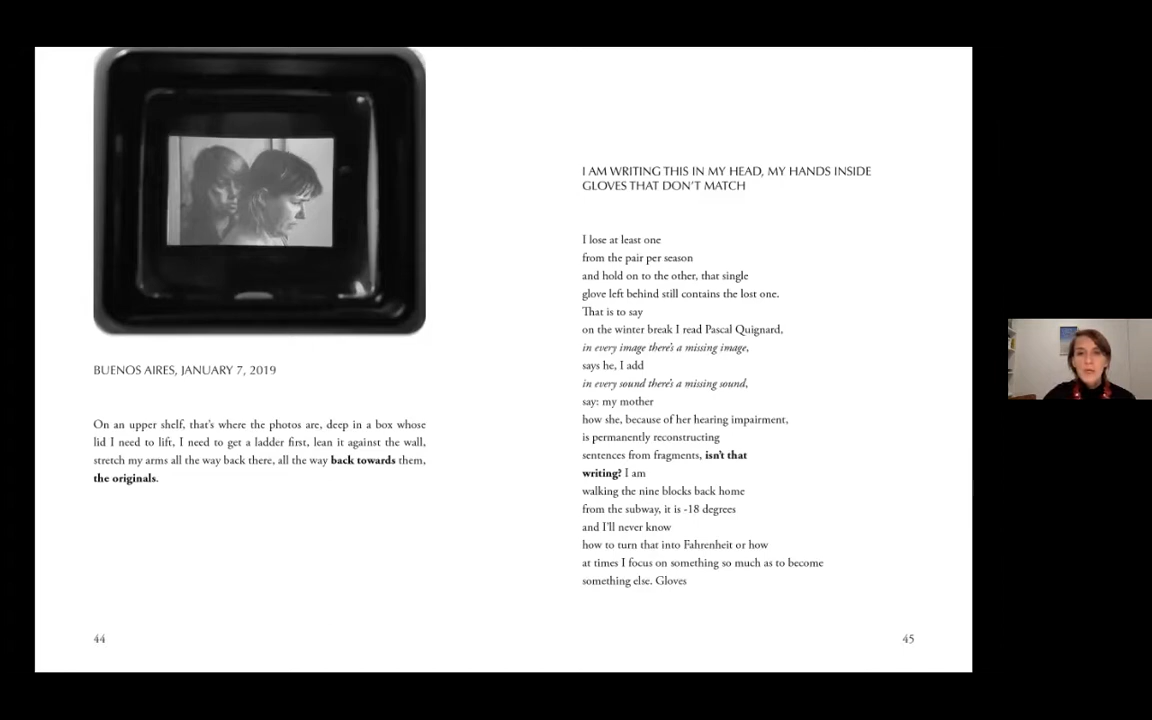 BUENOS AIRES, JANUARY 7, 2019
On an upper shelf, that's where the photos are, deep in a box whose
lid I need to lift, I need to get a ladder first, lean it against the wall,
stretch my arms all the way back there, all the way back towards them,
the originals.
44
I AM WRITING THIS IN MY HEAD, MY HANDS INSIDE
GLOVES THAT DON'T MATCH
I lose at least one
from the pair per season
and hold on to the other, that single
glove left behind still contains the lost one.
That is to say
on the winter break I read Pascal Quignard,
in every image there's a missing image,
says he, I add
in every sound there's a missing sound,
say: my mother
how she, because of her hearing impairment,
is permanently reconstructing
sentences from fragments, isn't that
writing? I am
walking the nine blocks back home
from the subway, it is -18 degrees
and I'll never know
how to turn that into Fahrenheit or how
at times I focus on something so much as to become
something else. Gloves
45